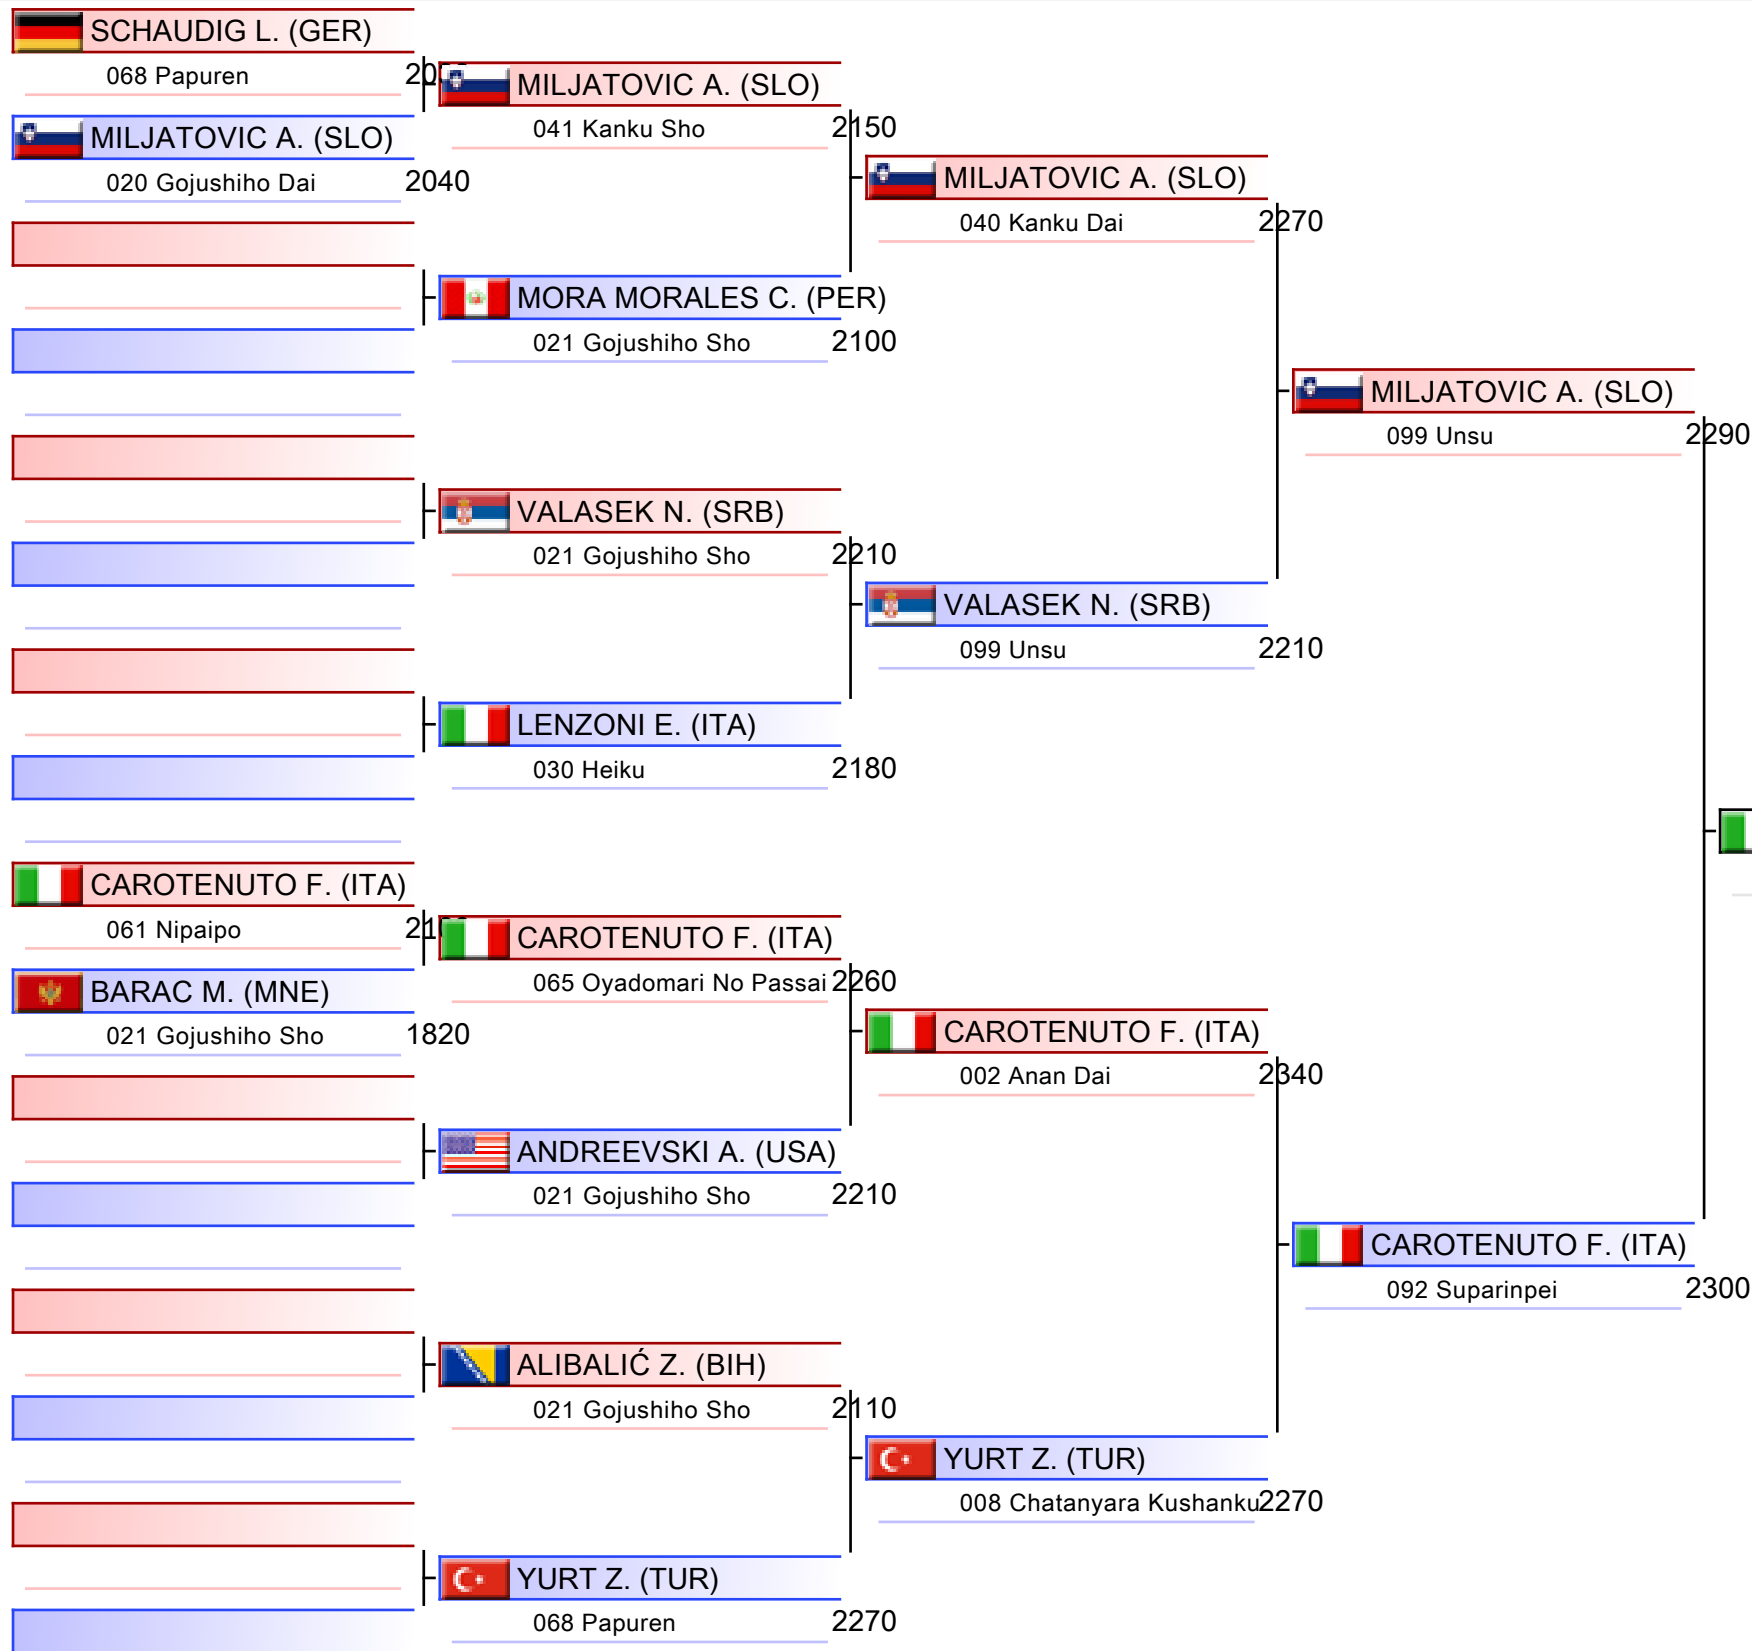 SCHAUDIG L. (GER)
068 Papuren
MILJATOVIC A. (SLO)
020 Gojushiho Dai 2040
CAROTENUTO F. (ITA)
061 Nipaipo
BARAC M. (MNE)
021 Gojushiho Sho 1820
MILJATOVIC A. (SLO)
041 Kanku Sho 2150
MORA MORALES C. (PER)
021 Gojushiho Sho 2100
VALASEK N. (SRB)
021 Gojushiho Sho 2210
LENZONI E. (ITA)
030 Heiku 2180
CAROTENUTO F. (ITA)
065 Oyadomari No Passai 2260
ANDREEVSKI A. (USA)
021 Gojushiho Sho 2210
ALIBALIĆ Z. (BIH)
021 Gojushiho Sho 2110
YURT Z. (TUR)
068 Papuren 2270
MILJATOVIC A. (SLO)
040 Kanku Dai 2270
VALASEK N. (SRB)
099 Unsu 2210
CAROTENUTO F. (ITA)
002 Anan Dai 2340
YURT Z. (TUR)
008 Chatanyara Kushanku 2270
MILJATOVIC A. (SLO)
099 Unsu 2290
CAROTENUTO F. (ITA)
092 Suparinpei 2300